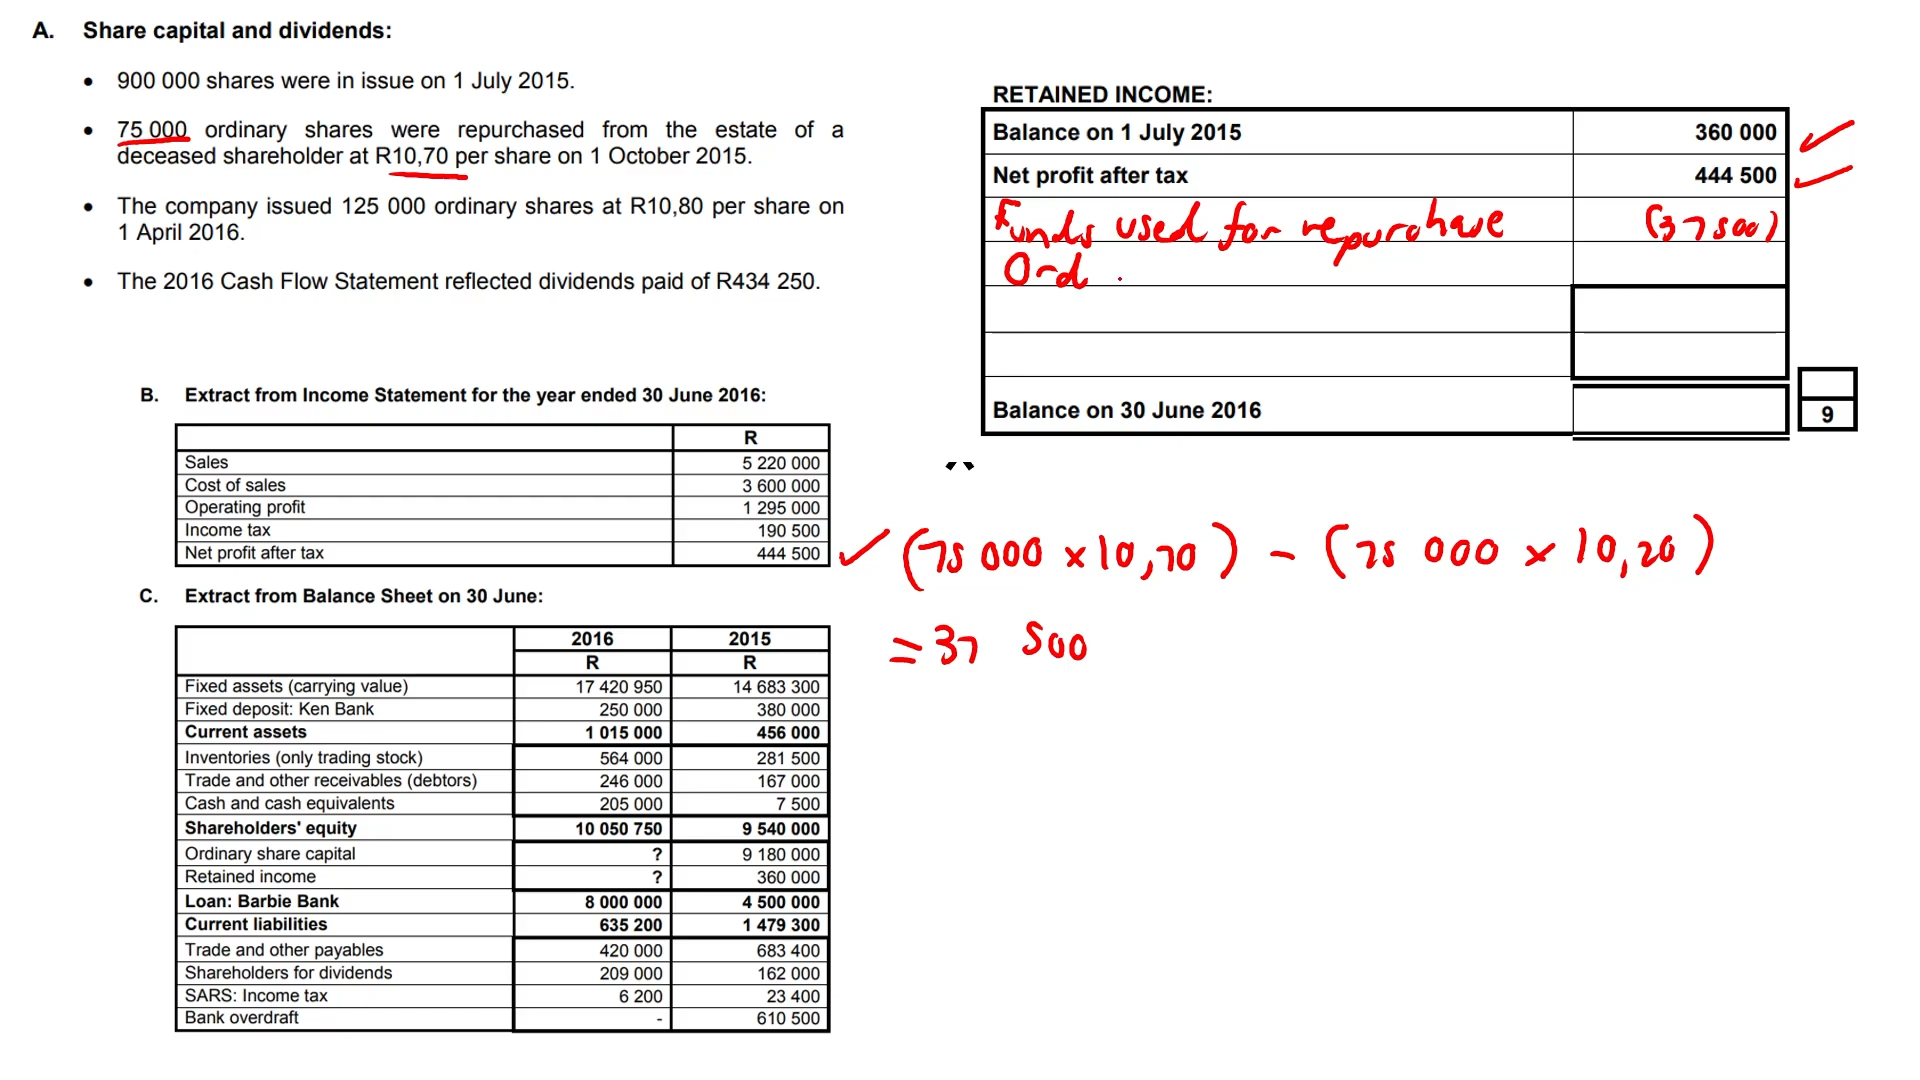 A. Share capital and dividends:
• 900 000 shares were in issue on 1 July 2015.
• 75 000 ordinary shares were repurchased from the estate of a
deceased shareholder at R10,70 per share on 1 October 2015.
• The company issued 125 000 ordinary shares at R10,80 per share on
1 April 2016.
• The 2016 Cash Flow Statement reflected dividends paid of R434 250.
B. Extract from Income Statement for the year ended 30 June 2016:
R
Sales 5 220 000
Cost of sales 3 600 000
Operating profit 1 295 000
Income tax 190 500
Net profit after tax 444 500
C. Extract from Balance Sheet on 30 June:
2016 2015
R R
Fixed assets (carrying value) 17 420 950 14 683 300
Fixed deposit: Ken Bank 250 000 380 000
Current assets 1 015 000 456 000
Inventories (only trading stock) 564 000 281 500
Trade and other receivables (debtors) 246 000 167 000
Cash and cash equivalents 205 000 7 500
Shareholders' equity 10 050 750 9 540 000
Ordinary share capital ? 9 180 000
Retained income ? 360 000
Loan: Barbie Bank 8 000 000 4 500 000
Current liabilities 635 200 1 479 300
Trade and other payables 420 000 683 400
Shareholders for dividends 209 000 162 000
SARS: Income tax 6 200 23 400
Bank overdraft - 610 500
RETAINED INCOME:
Balance on 1 July 2015 360 000
Net profit after tax 444 500
Funds used for repurchase (37 500)
Ord .
Balance on 30 June 2016
9
(75 000 x 10,70) - (75 000 x 10,20)
= 37 500